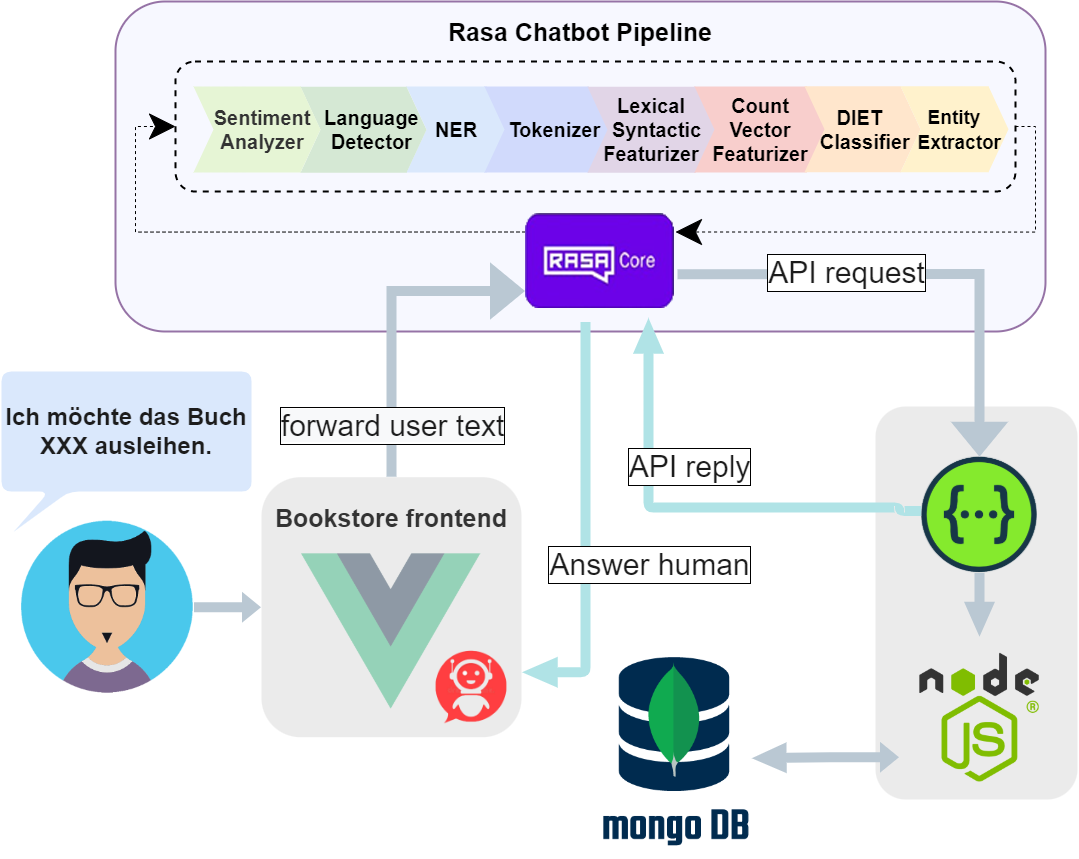 Rasa Chatbot Pipeline
Sentiment
Analyzer
Language
Detector
NER
Tokenizer
Lexical
Syntactic
Featurizer
Count
Vector
Featurizer
DIET
Classifier
Entity
Extractor
RASA Core
API request
Ich möchte das Buch
XXX ausleihen.
forward user text
API reply
Bookstore frontend
{...}
Answer human
node
JS ®
mongo DB